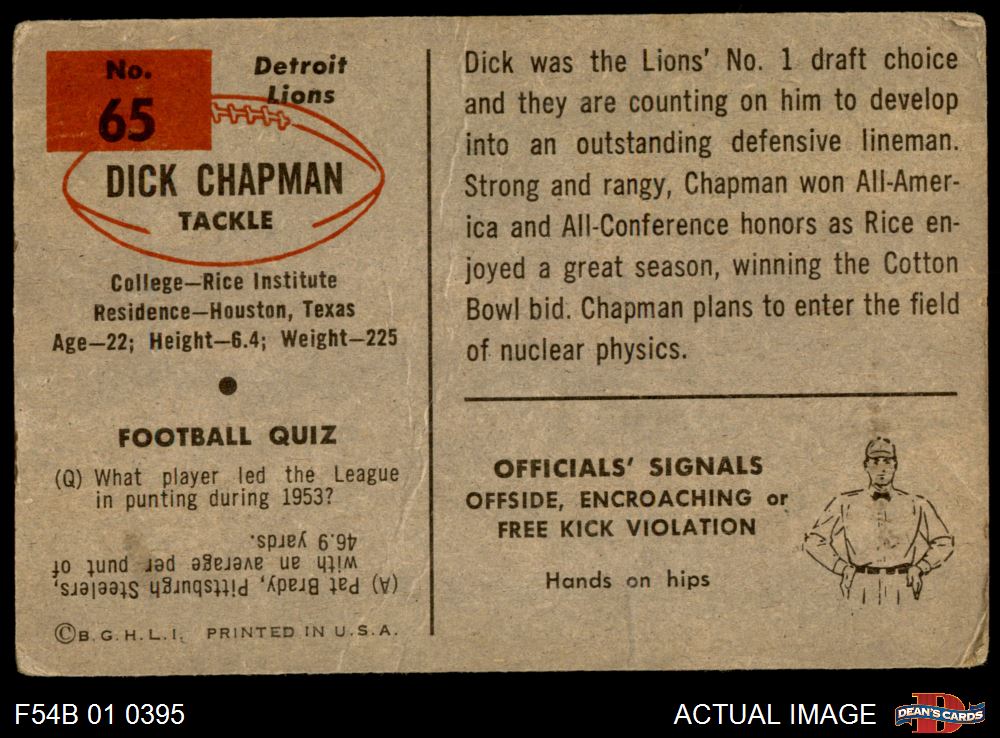 No.
65
Detroit
Lions
DICK CHAPMAN
TACKLE
College—Rice Institute
Residence—Houston, Texas
Age—22; Height—6.4; Weight—225
FOOTBALL QUIZ
(Q) What player led the League
in punting during 1953?
(A) Pat Brady, Pittsburgh Steelers,
with an average per punt of
46.9 yards.
©B.G.H.L.I. PRINTED IN U.S.A.
Dick was the Lions' No. 1 draft choice
and they are counting on him to develop
into an outstanding defensive lineman.
Strong and rangy, Chapman won All-Amer-
ica and All-Conference honors as Rice en-
joyed a great season, winning the Cotton
Bowl bid. Chapman plans to enter the field
of nuclear physics.
OFFICIALS' SIGNALS
OFFSIDE, ENCROACHING or
FREE KICK VIOLATION
Hands on hips
F54B 01 0395
ACTUAL IMAGE
D
DEAN'S CARDS